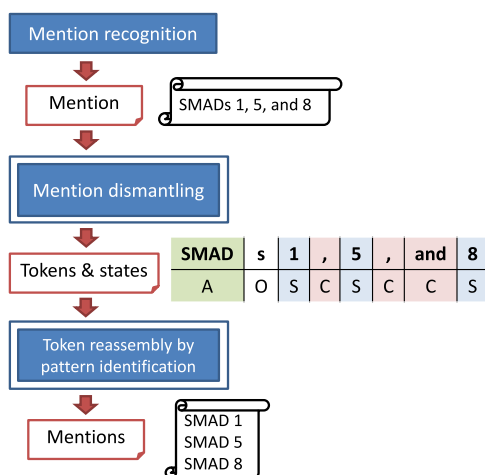 Mention recognition
Mention
SMADs 1, 5, and 8
Mention dismantling
Tokens & states
SMAD s 1 , 5 , and 8
A O S C S C C S
Token reassembly by
pattern identification
Mentions
SMAD 1
SMAD 5
SMAD 8